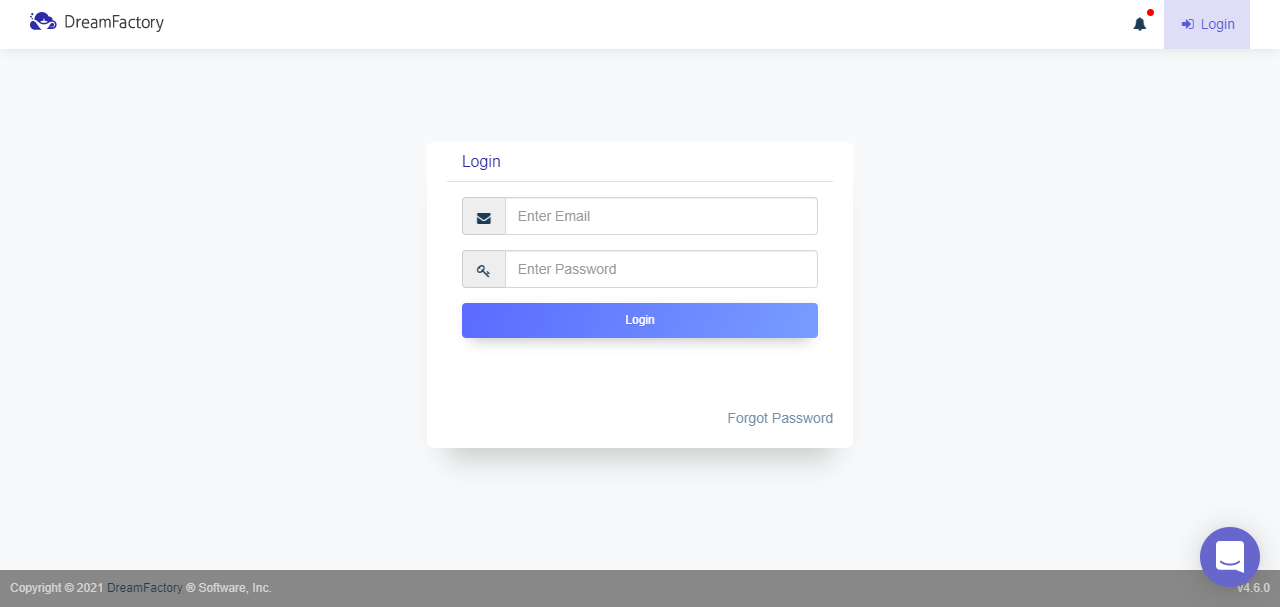 DreamFactory
Login
Login
Enter Email
Enter Password
Login
Forgot Password
Copyright © 2021 DreamFactory ® Software, Inc.
v4.6.0